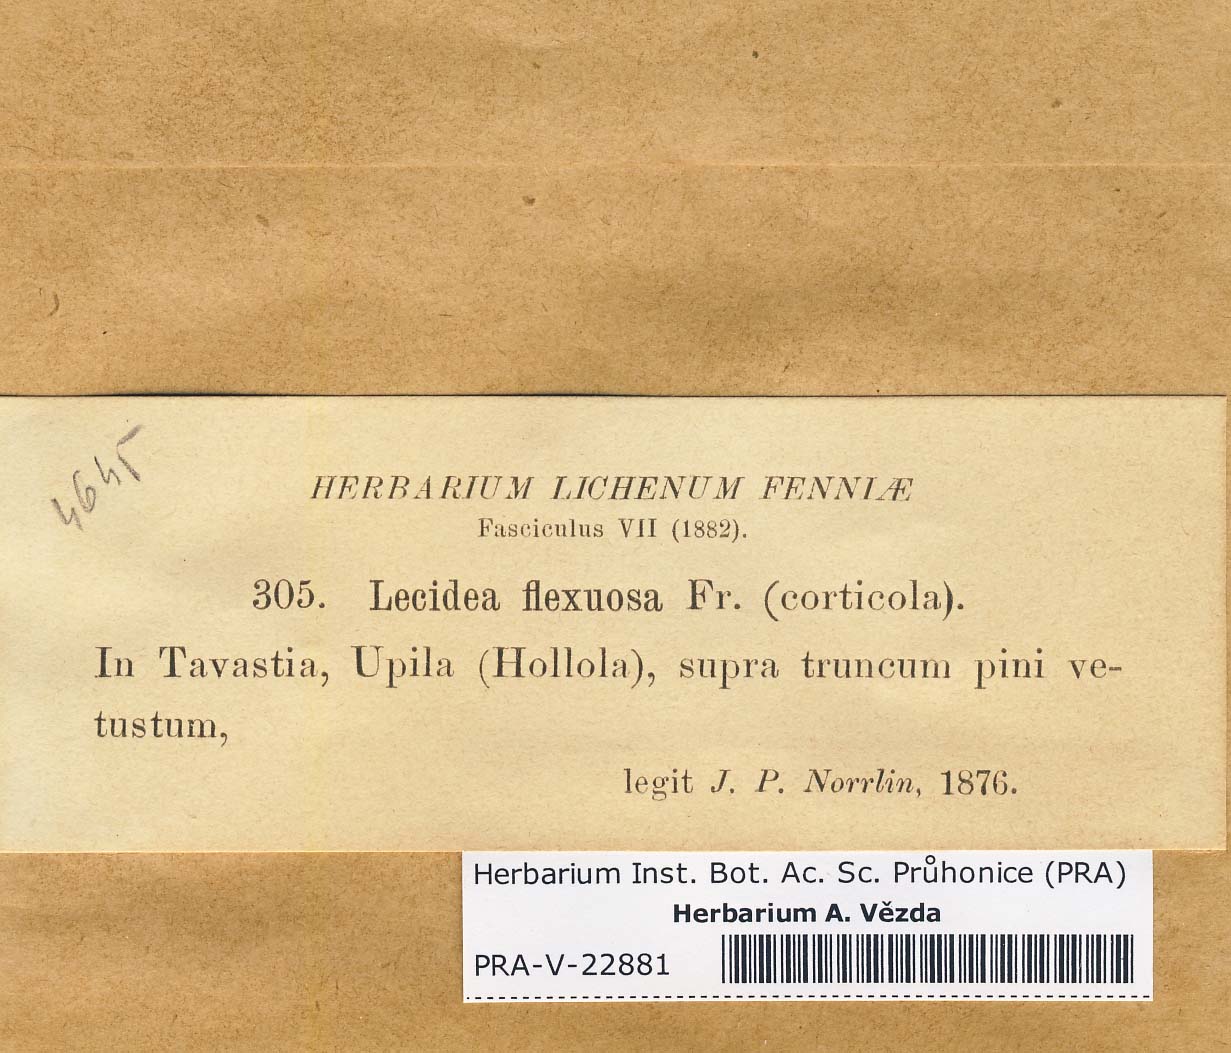 4645
HERBARIUM LICHENUM FENNIÆ
Fasciculus VII (1882).
305. Lecidea flexuosa Fr. (corticola).
In Tavastia, Upila (Hollola), supra truncum pini ve-
tustum,
legit J. P. Norrlin, 1876.
Herbarium Inst. Bot. Ac. Sc. Průhonice (PRA)
Herbarium A. Vězda
PRA-V-22881